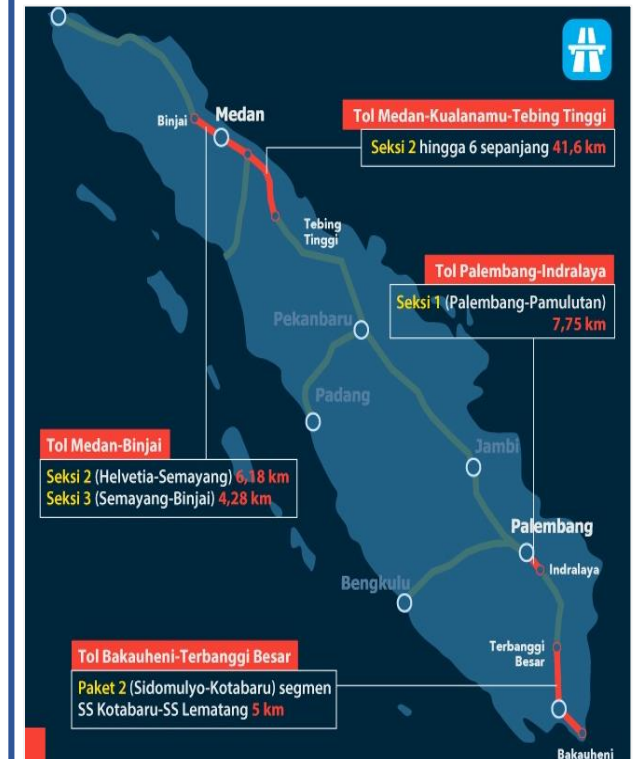 Binjai
Medan
Tol Medan-Kualanamu-Tebing Tinggi
Seksi 2 hingga 6 sepanjang 41,6 km
Tebing
Tinggi
Tol Palembang-Indralaya
Seksi 1 (Palembang-Pamulutan)
7,75 km
Pekanbaru
Padang
Tol Medan-Binjai
Seksi 2 (Helvetia-Semayang) 6,18 km
Seksi 3 (Semayang-Binjai) 4,28 km
Jambi
Palembang
Indralaya
Bengkulu
Terbanggi
Besar
Tol Bakauheni-Terbanggi Besar
Paket 2 (Sidomulyo-Kotabaru) segmen
SS Kotabaru-SS Lematang 5 km
Bakauheni